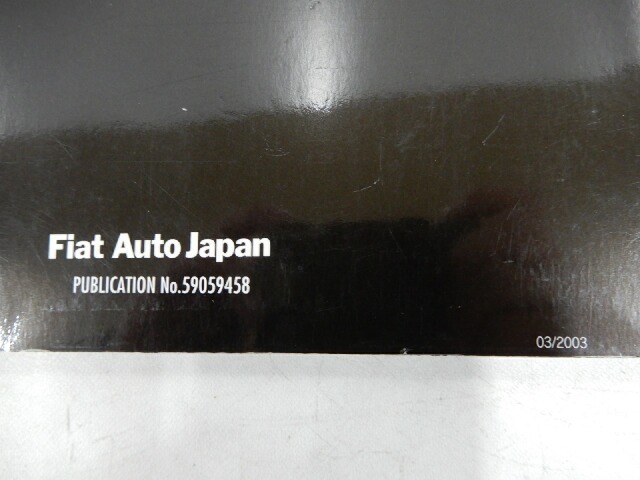 Fiat Auto Japan
PUBLICATION No.59059458
03/2003